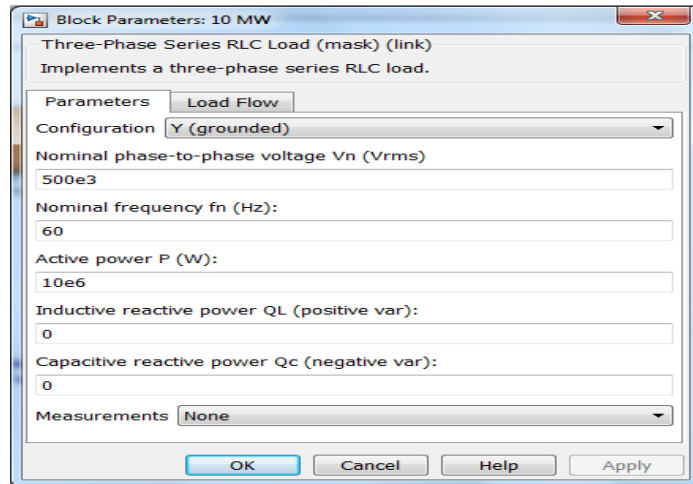 Block Parameters: 10 MW
Three-Phase Series RLC Load (mask) (link)
Implements a three-phase series RLC load.
Parameters Load Flow
Configuration Y (grounded)
Nominal phase-to-phase voltage Vn (Vrms)
500e3
Nominal frequency fn (Hz):
60
Active power P (W):
10e6
Inductive reactive power QL (positive var):
0
Capacitive reactive power Qc (negative var):
0
Measurements None
OK Cancel Help Apply